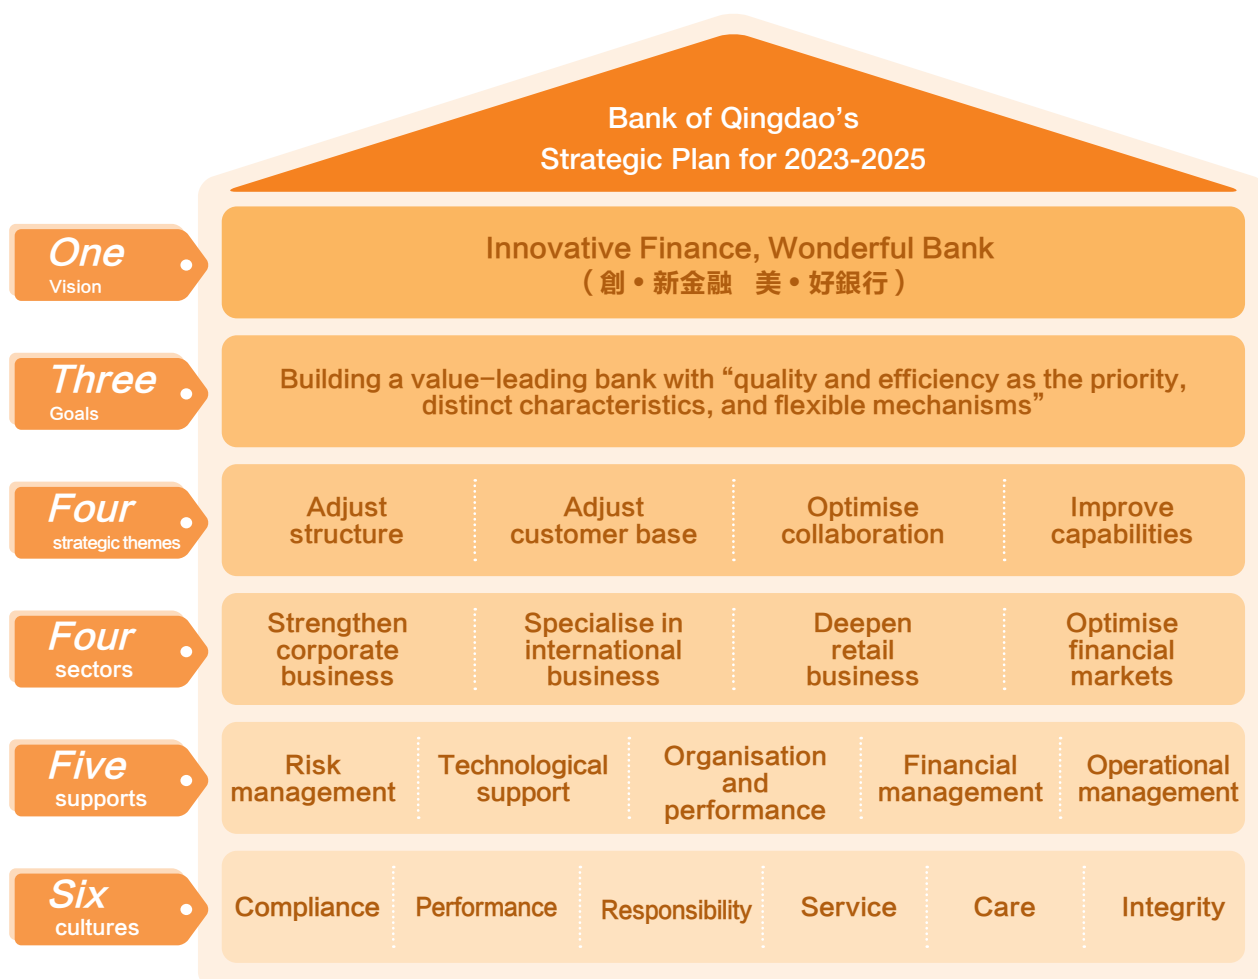 Bank of Qingdao’s
Strategic Plan for 2023-2025
One
Vision
Innovative Finance, Wonderful Bank
（創•新金融 美•好銀行）
Three
Goals
Building a value–leading bank with “quality and efficiency as the priority,
distinct characteristics, and flexible mechanisms”
Four
strategic themes
Adjust
structure
Adjust
customer base
Optimise
collaboration
Improve
capabilities
Four
sectors
Strengthen
corporate
business
Specialise in
international
business
Deepen
retail
business
Optimise
financial
markets
Five
supports
Risk
management
Technological
support
Organisation
and
performance
Financial
management
Operational
management
Six
cultures
Compliance
Performance
Responsibility
Service
Care
Integrity